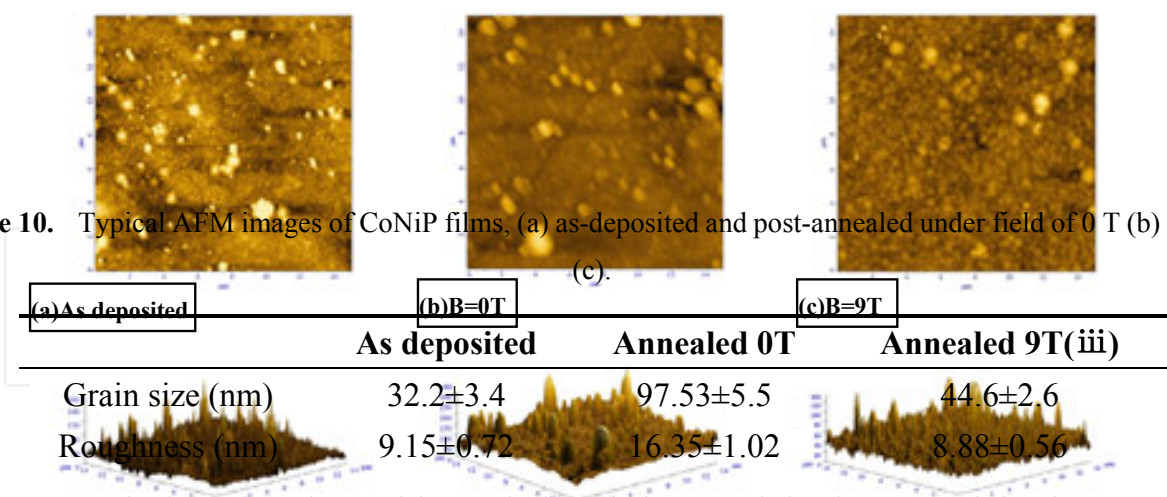 e 10. Typical AFM images of CoNiP films, (a) as-deposited and post-annealed under field of 0 T (b)
(c).
(a)As deposited (b)B=0T (c)B=9T
As deposited Annealed 0T Annealed 9T(ⅲ)
Grain size (nm) 32.2±3.4 97.53±5.5 44.6±2.6
Roughness (nm) 9.15±0.72 16.35±1.02 8.88±0.56